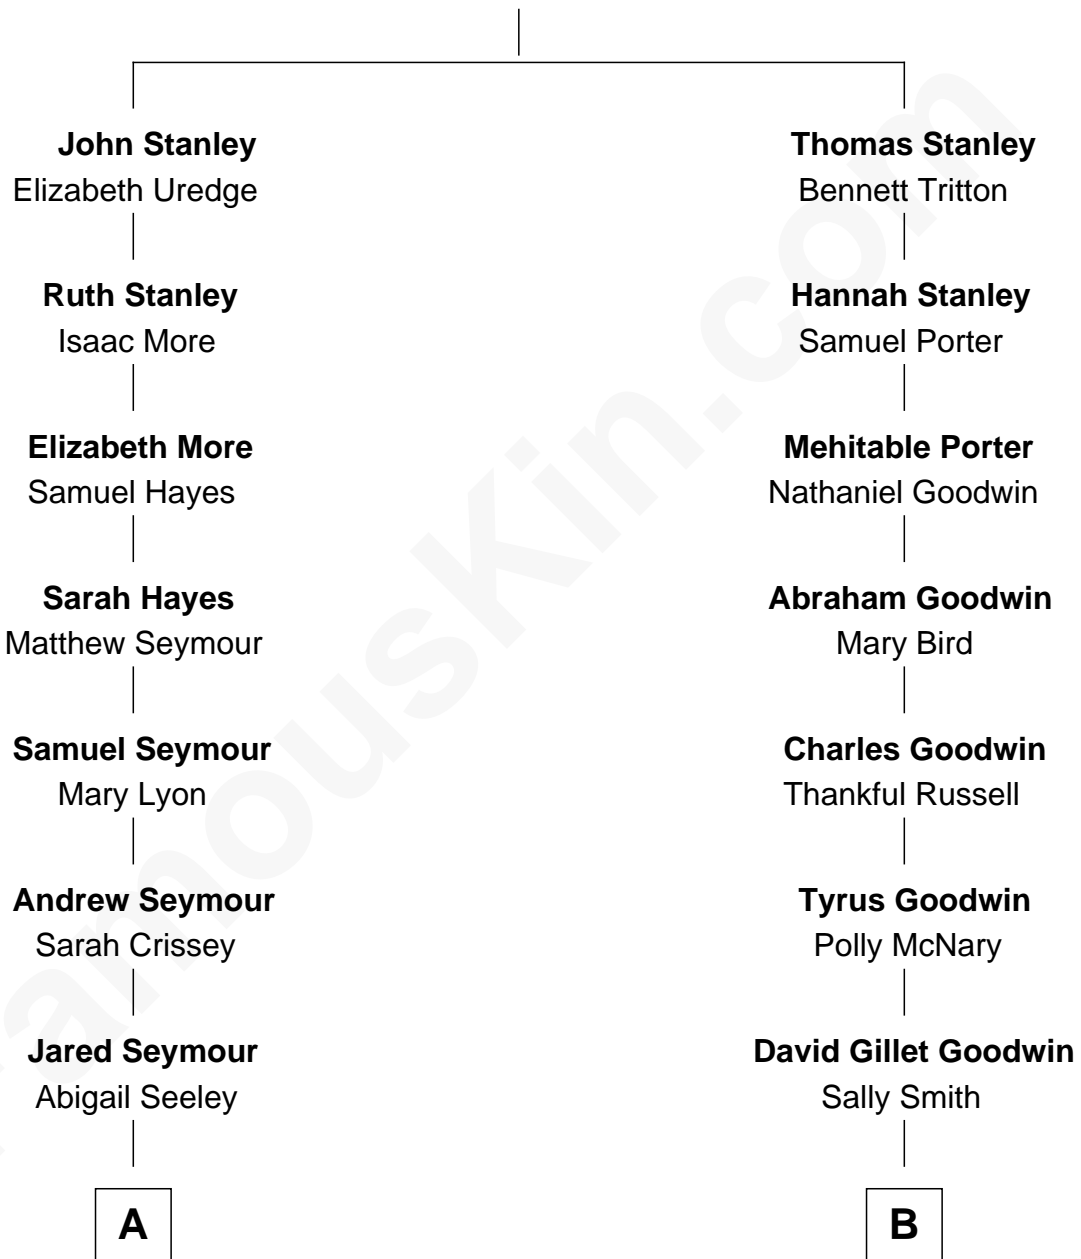 John Stanley
Elizabeth Uredge
Ruth Stanley
Isaac More
Elizabeth More
Samuel Hayes
Sarah Hayes
Matthew Seymour
Samuel Seymour
Mary Lyon
Andrew Seymour
Sarah Crissey
Jared Seymour
Abigail Seeley
A
Thomas Stanley
Bennett Tritton
Hannah Stanley
Samuel Porter
Mehitable Porter
Nathaniel Goodwin
Abraham Goodwin
Mary Bird
Charles Goodwin
Thankful Russell
Tyrus Goodwin
Polly McNary
David Gillet Goodwin
Sally Smith
B
FamousKin.com